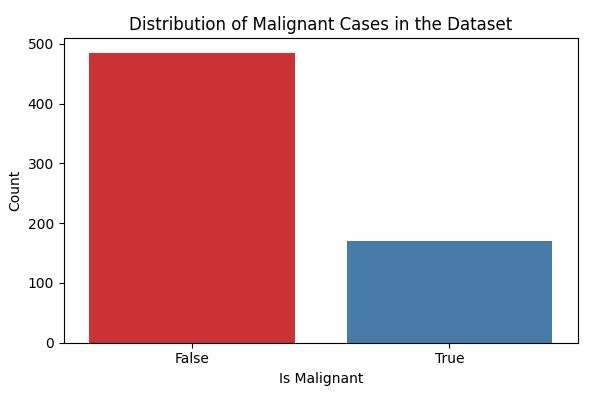 Distribution of Malignant Cases in the Dataset
500
400
300
200
100
0
Count
False True
Is Malignant